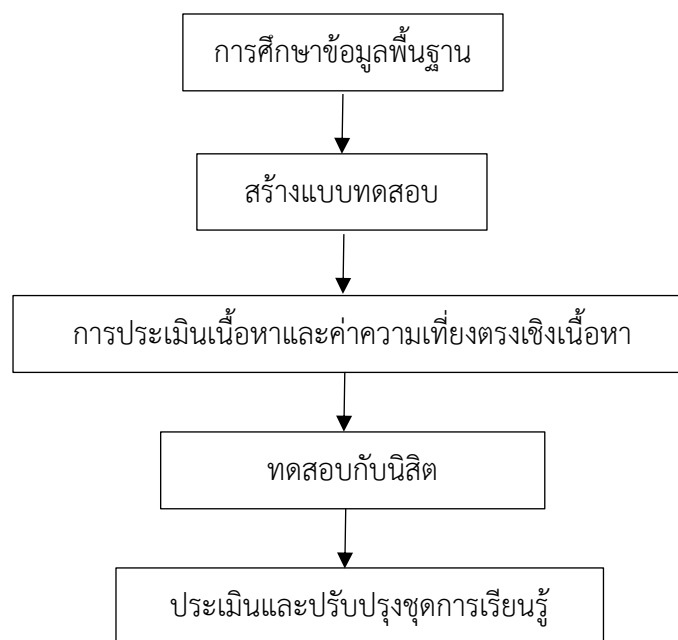 การศึกษาข้อมูลพื้นฐาน
สร้างแบบทดสอบ
การประเมินเนื้อหาและค่าความเที่ยงตรงเชิงเนื้อหา
ทดสอบกับนิสิต
ประเมินและปรับปรุงชุดการเรียนรู้